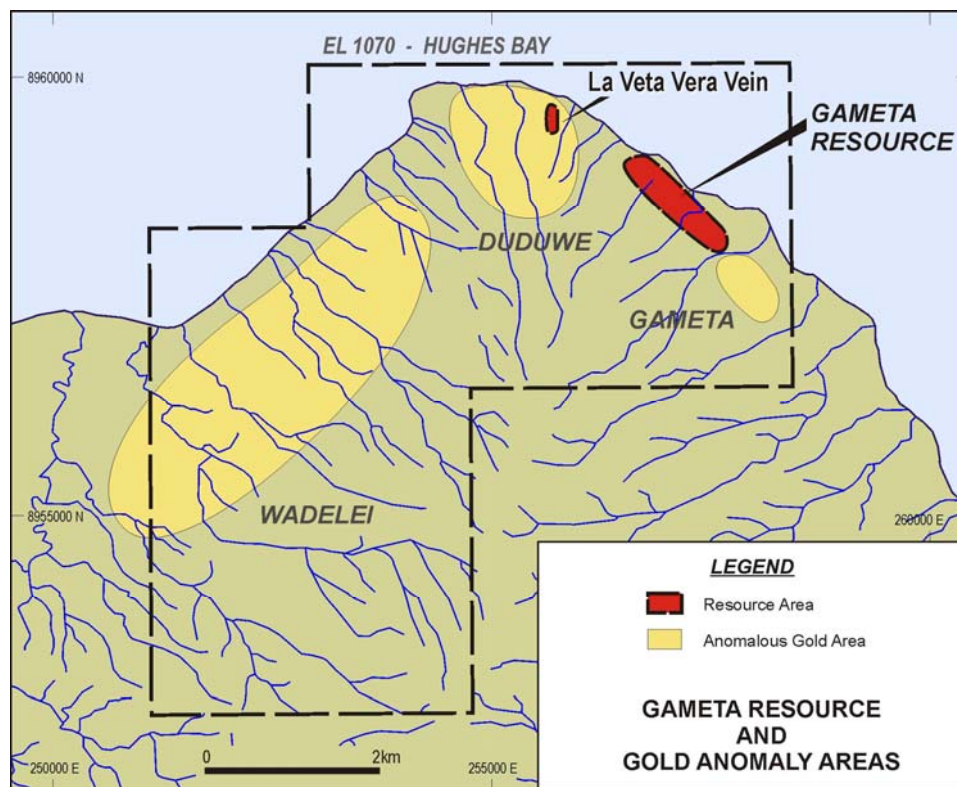 EL 1070 - HUGHES BAY
8960000 N
La Veta Vera Vein
GAMETA
RESOURCE
DUDUWE
GAMETA
WADELEI
8955000 N
260000 E
LEGEND
Resource Area
Anomalous Gold Area
GAMETA RESOURCE
AND
GOLD ANOMALY AREAS
0
2km
250000 E
255000 E